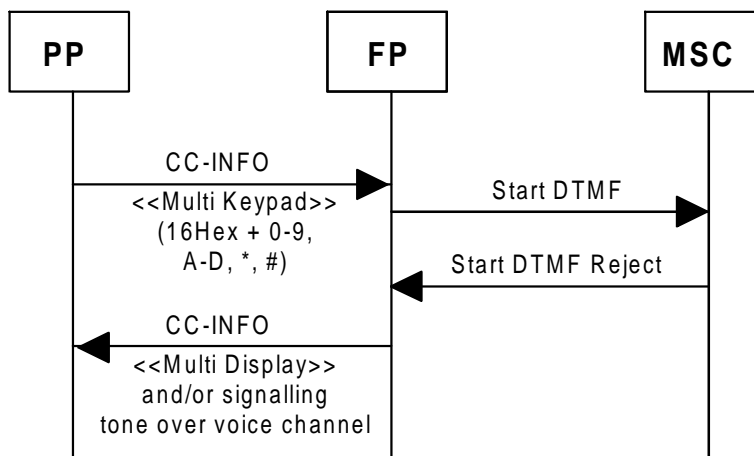 PP
FP
MSC
CC-INFO
<<Multi Keypad>>
(16Hex + 0-9,
A-D, *, #)
Start DTMF
Start DTMF Reject
CC-INFO
<<Multi Display>>
and/or signalling
tone over voice channel